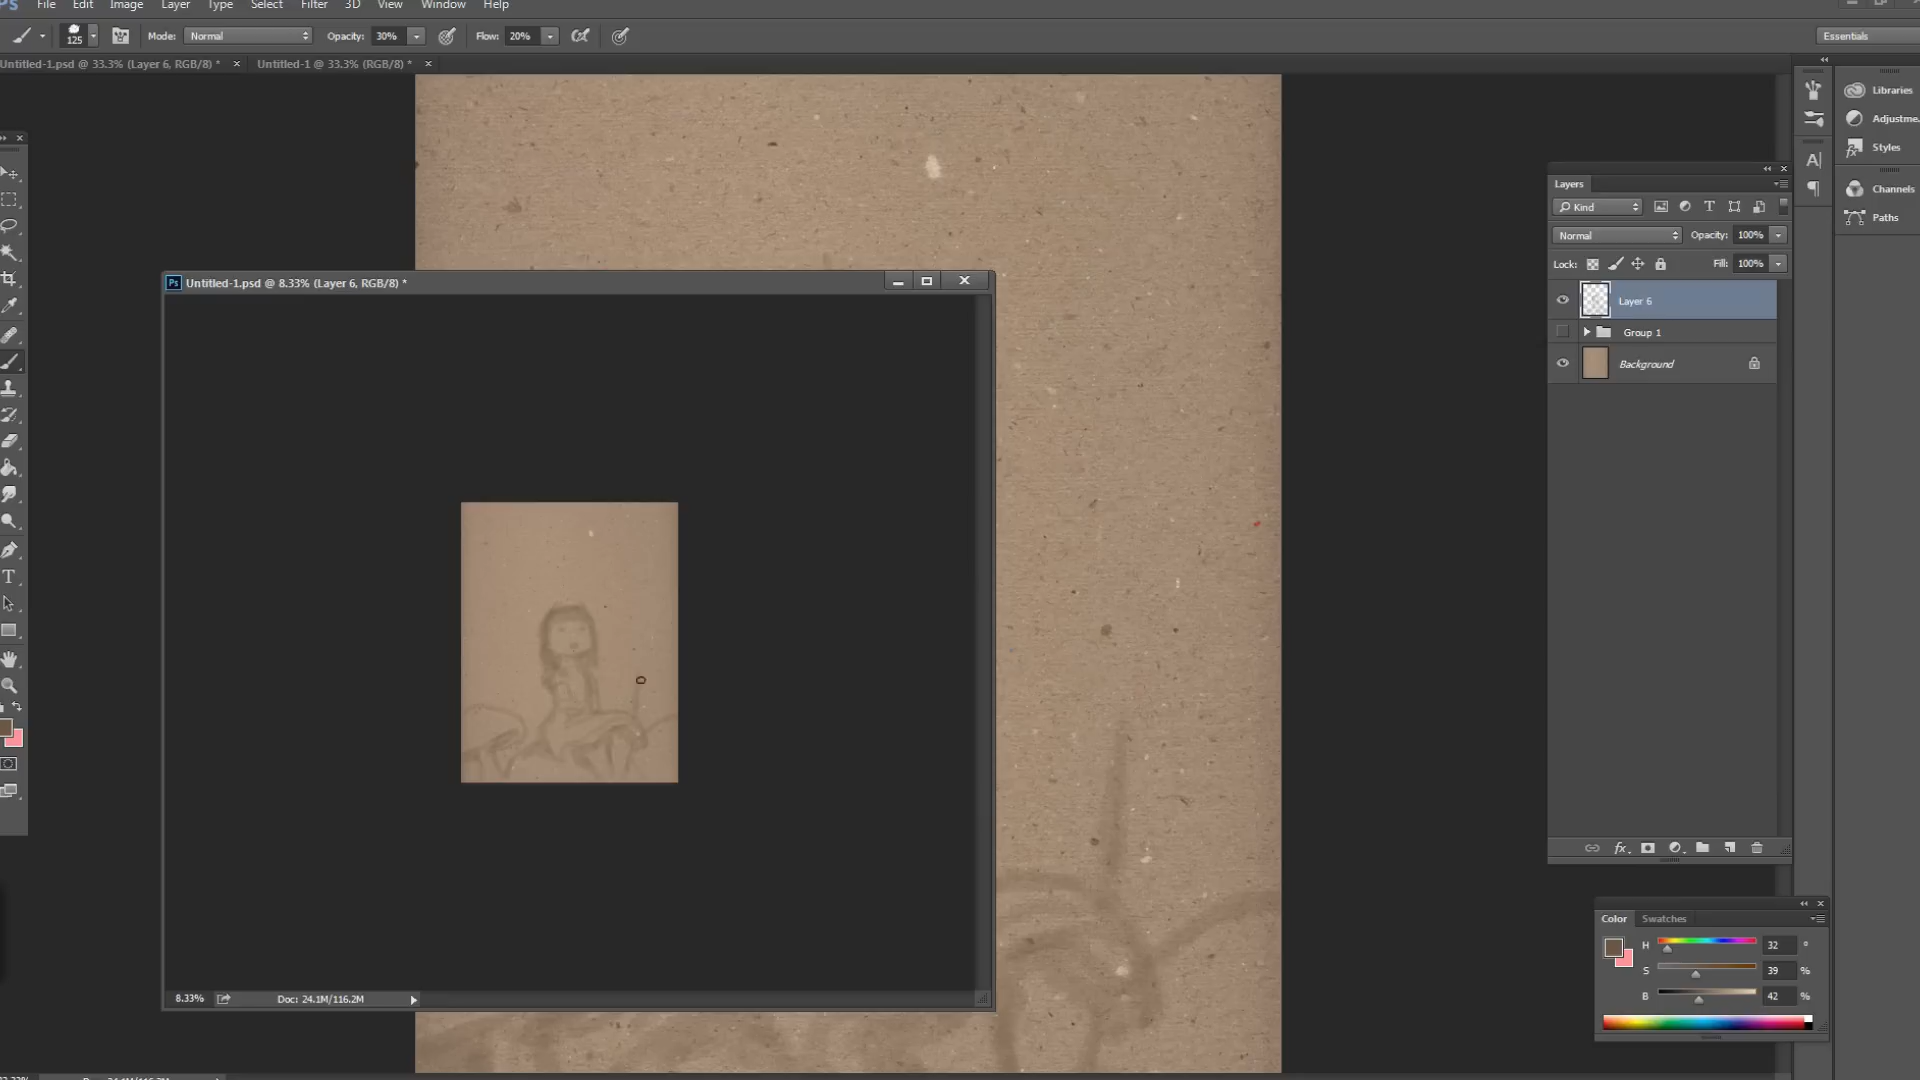 Ps File Edit Image Layer Type Select Filter 3D View Window Help
125 Mode: Normal Opacity: 30% Flow: 20% Essentials
Untitled-1.psd @ 33.3% (Layer 6, RGB/8) * Untitled-1 @ 33.3% (RGB/8) *
Libraries
Adjustme..
Styles
Channels
Paths
Layers
Kind
Normal Opacity: 100%
Lock: Fill: 100%
Layer 6
Group 1
Background
Ps Untitled-1.psd @ 8.33% (Layer 6, RGB/8) *
8.33% Doc: 24.1M/116.2M
Color Swatches
H 32 °
S 39 %
B 42 %